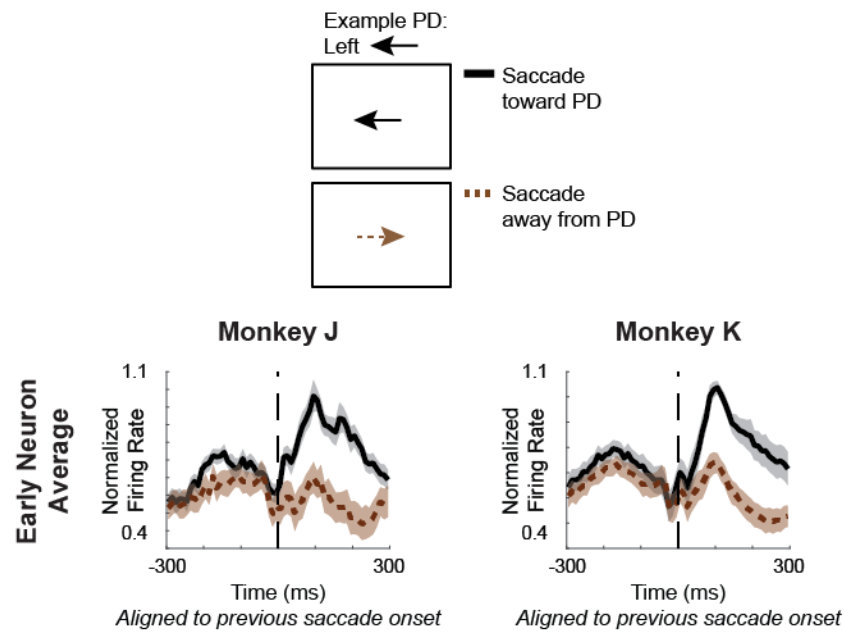 Example PD:
Left
Saccade
toward PD
Saccade
away from PD
Monkey J
Monkey K
Early Neuron
Average
Normalized
Firing Rate
1.1
0.4
-300
300
Time (ms)
Aligned to previous saccade onset
Normalized
Firing Rate
1.1
0.4
-300
300
Time (ms)
Aligned to previous saccade onset